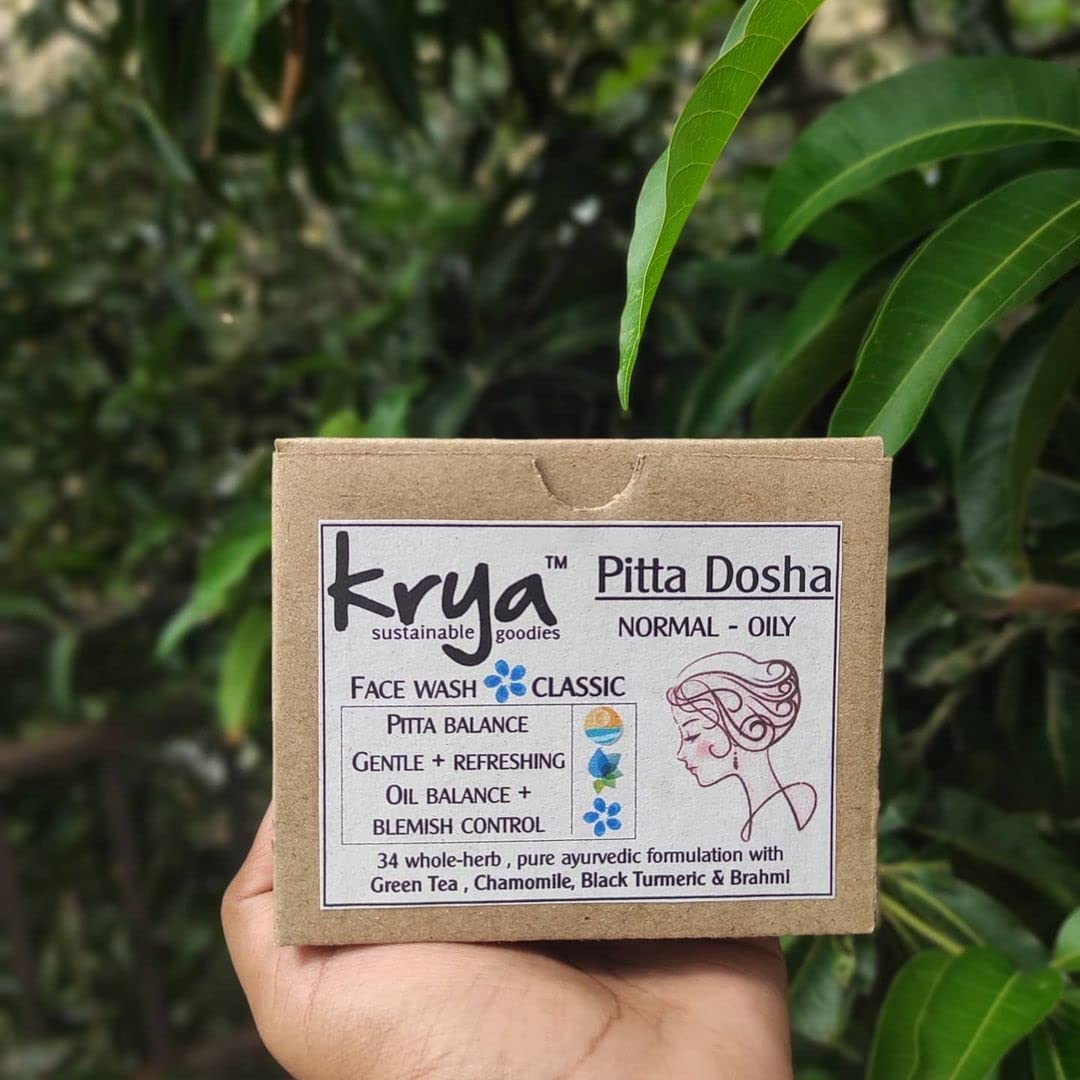 krya™
sustainable goodies
Pitta Dosha
NORMAL - OILY
FACE WASH CLASSIC
PITTA BALANCE
GENTLE + REFRESHING
OIL BALANCE +
BLEMISH CONTROL
34 whole-herb , pure ayurvedic formulation with
Green Tea , Chamomile, Black Turmeric & Brahmi